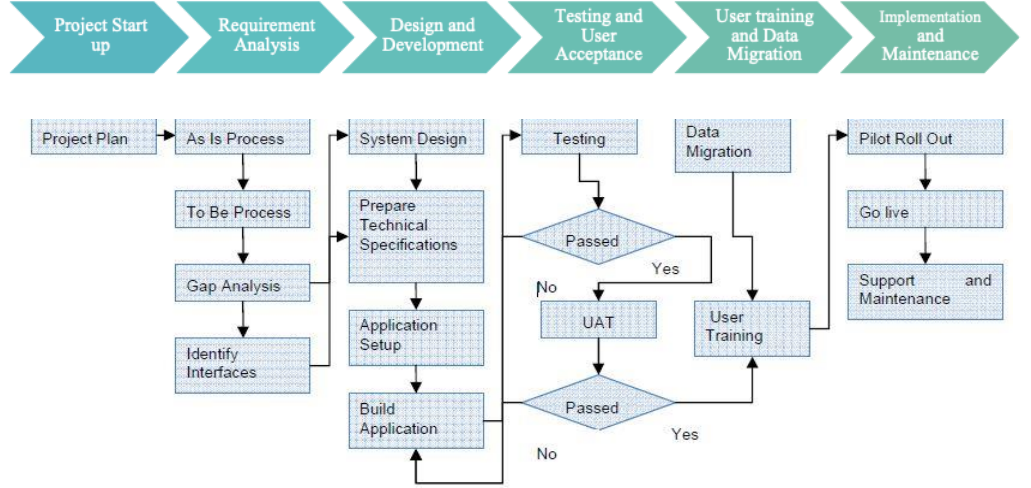 Project Start
up
Requirement
Analysis
Design and
Development
Testing and
User
Acceptance
User training
and Data
Migration
Implementation
and
Maintenance
Project Plan
As Is Process
To Be Process
Gap Analysis
Identify
Interfaces
System Design
Prepare
Technical
Specifications
Application
Setup
Build
Application
Testing
Passed
Yes
No
UAT
Passed
Yes
No
Data
Migration
User
Training
Pilot Roll Out
Go live
Support and
Maintenance